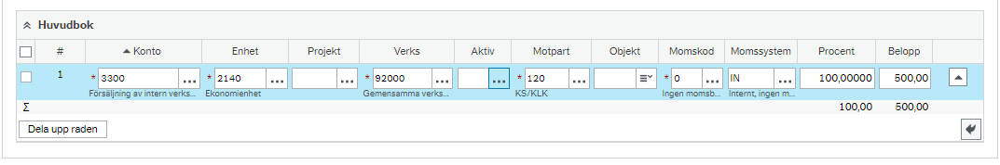 Huvudbok
# Konto Enhet Projekt Verks Aktiv Motpart Objekt Momskod Momssystem Procent Belopp
1 * 3300 ... * 2140 ... ... * 92000 ... ... * 120 ... * 0 ... IN ... 100,00000 500,00
Försäljning av intern verks... Ekonomienhet Gemensamma verks... KS/KLK Ingen momsb... Internt, ingen m...
Σ 100,00 500,00
Dela upp raden